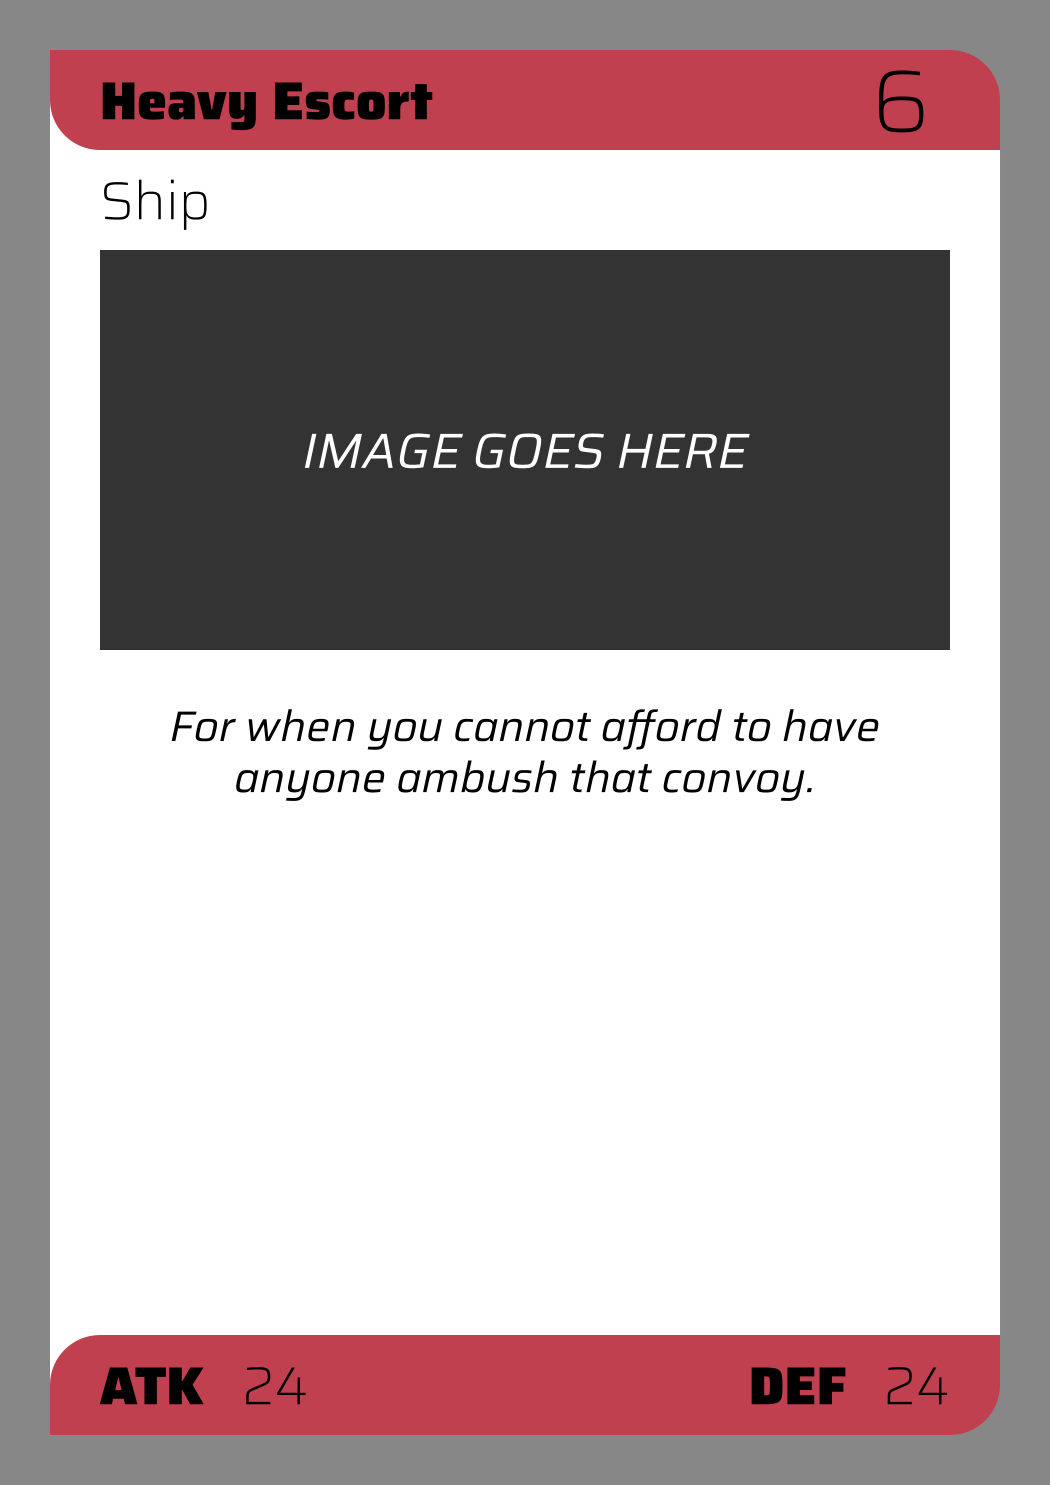 Heavy Escort 6
Ship
IMAGE GOES HERE
For when you cannot afford to have
anyone ambush that convoy.
ATK 24 DEF 24